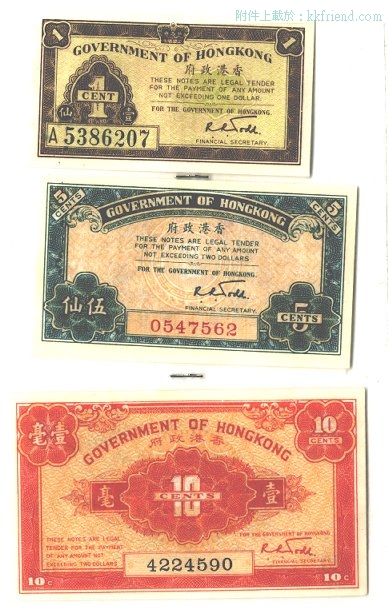 附件上載於：kkfriend.com
1
1
GOVERNMENT OF HONGKONG
香港政府
1
CENT
仙 壹
THESE NOTES ARE LEGAL TENDER
FOR THE PAYMENT OF ANY AMOUNT
NOT EXCEEDING ONE DOLLAR.
FOR THE GOVERNMENT OF HONGKONG.
A 5386207
FINANCIAL SECRETARY.
5 CENTS
5 CENTS
GOVERNMENT OF HONGKONG
府政港香
THESE NOTES ARE LEGAL TENDER
FOR THE PAYMENT OF ANY AMOUNT
NOT EXCEEDING TWO DOLLARS
FOR THE GOVERNMENT OF HONGKONG.
仙伍
FINANCIAL SECRETARY
0547562
5
CENTS
毫壹
10
CENTS
GOVERNMENT OF HONGKONG
府政港香
10
CENTS
毫
壹
THESE NOTES ARE LEGAL
TENDER FOR THE PAYMENT
OF ANY AMOUNT NOT
EXCEEDING TWO DOLLARS
FOR THE GOVERNMENT OF HONGKONG
4224590
FINANCIAL SECRETARY.
10 C
10 C